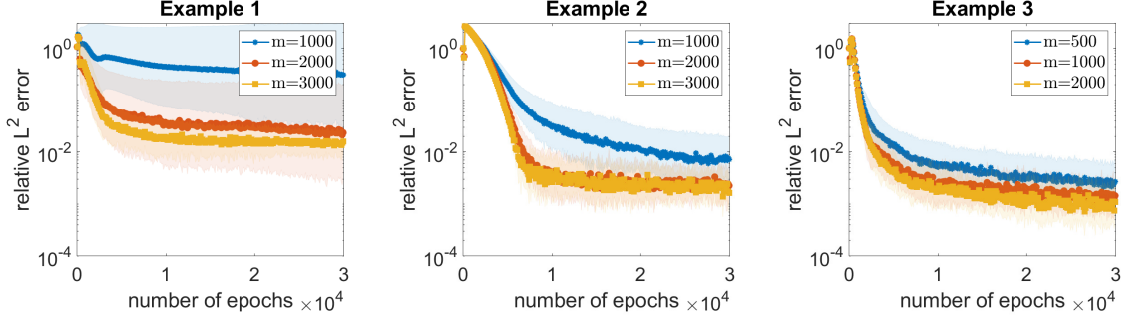 Example 1
10^0
10^-2
10^-4
relative L^2 error
m=1000
m=2000
m=3000
0 1 2 3
number of epochs ×10^4
Example 2
10^0
10^-2
10^-4
relative L^2 error
m=1000
m=2000
m=3000
0 1 2 3
number of epochs ×10^4
Example 3
10^0
10^-2
10^-4
relative L^2 error
m=500
m=1000
m=2000
0 1 2 3
number of epochs ×10^4